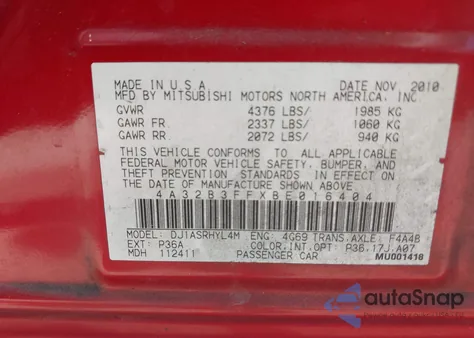 MADE IN U.S.A DATE NOV 2010
MFD BY MITSUBISHI MOTORS NORTH AMERICA, INC
GVWR 4376 LBS/ 1985 KG
GAWR FR. 2337 LBS/ 1060 KG
GAWR RR. 2072 LBS/ 940 KG
THIS VEHICLE CONFORMS TO ALL APPLICABLE
FEDERAL MOTOR VEHICLE SAFETY, BUMPER, AND
THEFT PREVENTION STANDARDS IN EFFECT ON
THE DATE OF MANUFACTURE SHOWN ABOVE.
4A32B3FFXBE016404
MODEL: DJ1ASRHYL4M ENG: 4G69 TRANS.AXLE: F4A4B
EXT: P36A COLOR.INT.OPT: P36.17J.A07
MDH 112411 PASSENGER CAR MU001418
autoSnap
Powered by